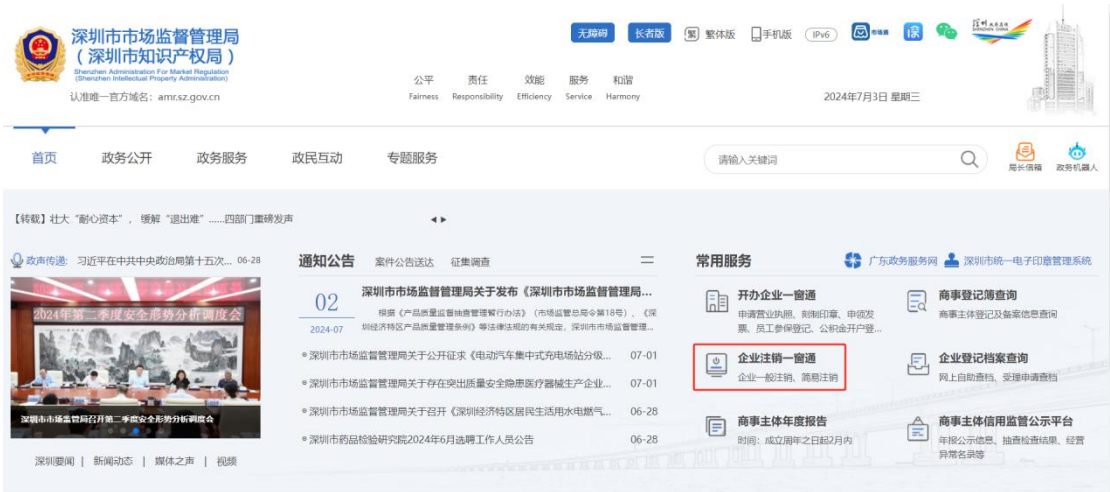 深圳市市场监督管理局
(深圳市知识产权局)
Shenzhen Administration For Market Regulation
(Shenzhen Intellectual Property Administration)
认准唯一官方域名：amr.sz.gov.cn
公平 责任 效能 服务 和谐
Fairness Responsibility Efficiency Service Harmony
无障碍 长者版 繁 繁体版 手机版 IPv6 市场通
深圳政府在线
SHENZHEN CHINA
2024年7月3日 星期三
首页 政务公开 政务服务 政民互动 专题服务
请输入关键词
局长信箱 政务机器人
【转载】壮大“耐心资本”，缓解“退出难”......四部门重磅发声
政声传递: 习近平在中共中央政治局第十五次... 06-28
2024年第二季度安全形势分析调度会
深圳市市场监管局召开第二季度安全形势分析调度会
深圳要闻 | 新闻动态 | 媒体之声 | 视频
通知公告 案件公告送达 征集调查
02
2024-07
深圳市市场监督管理局关于发布《深圳市市场监督管理局...
根据《产品质量监督抽查管理暂行办法》（市场监管总局令第18号）、《深
圳经济特区产品质量管理条例》等法律法规的有关规定，深圳市市场监督管理...
深圳市市场监督管理局关于公开征求《电动汽车集中式充电场站分级... 07-01
深圳市市场监督管理局关于存在突出质量安全隐患医疗器械生产企业... 07-01
深圳市市场监督管理局关于召开《深圳经济特区居民生活用水电燃气... 06-28
深圳市药品检验研究院2024年6月选聘工作人员公告 06-28
常用服务 广东政务服务网 深圳市统一电子印章管理系统
开办企业一窗通
申请营业执照、刻制印章、申领发
票、员工参保登记、公积金开户登...
商事登记簿查询
商事主体登记及备案信息查询
企业注销一窗通
企业一般注销、简易注销
企业登记档案查询
网上自助查档、受理申请查档
商事主体年度报告
时间：成立周年之日起2月内
商事主体信用监管公示平台
年报公示信息、抽查检查结果、经营
异常名录等